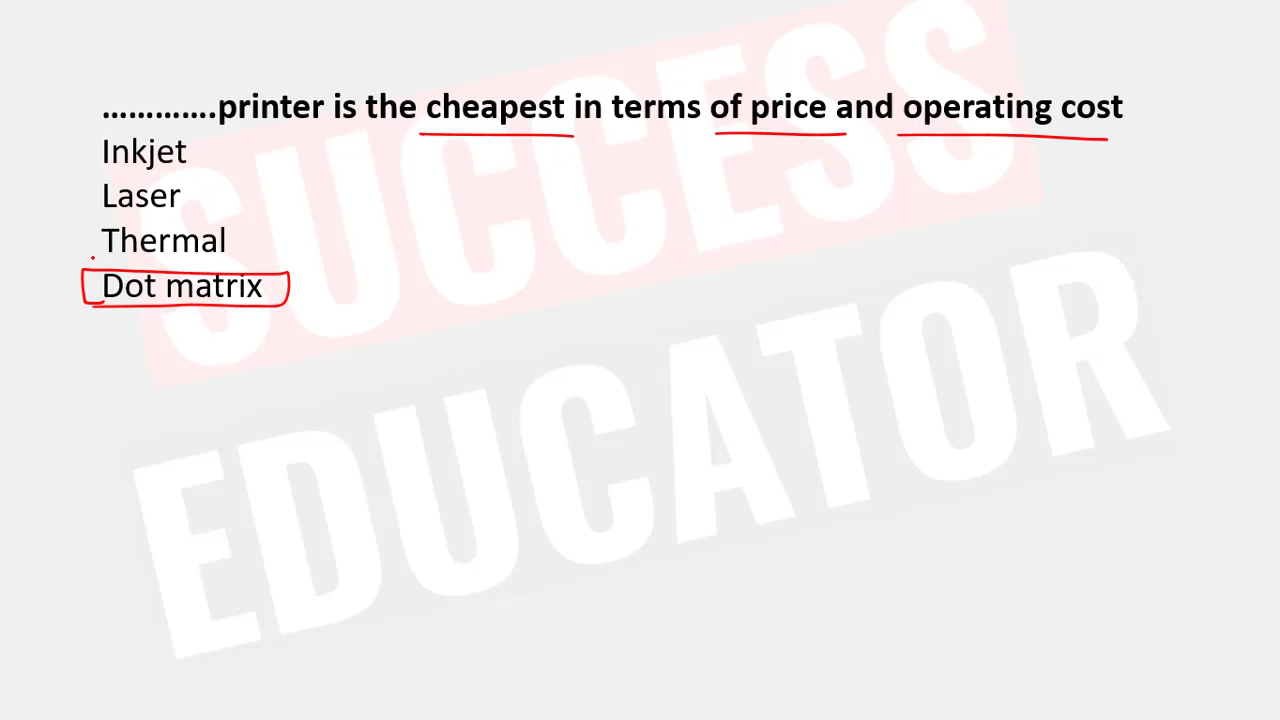 ………….printer is the cheapest in terms of price and operating cost
Inkjet
Laser
Thermal
Dot matrix
SUCCESS
EDUCATOR